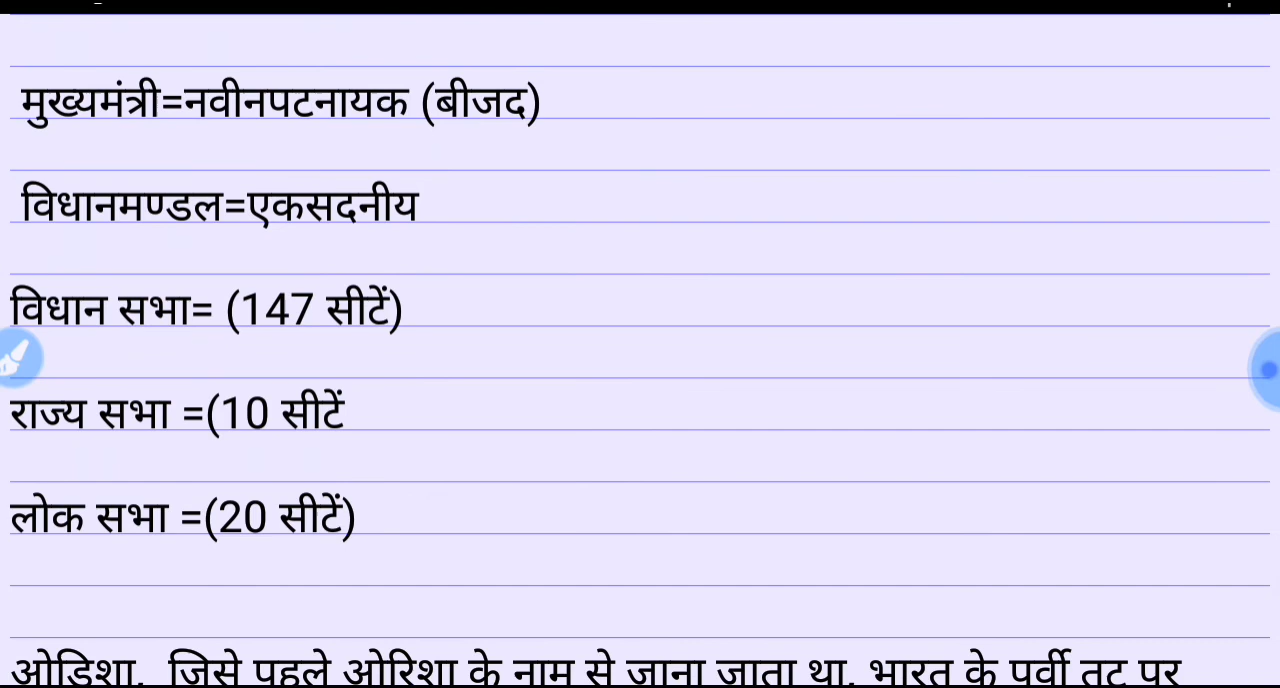 मुख्यमंत्री=नवीनपटनायक (बीजद)
विधानमण्डल=एकसदनीय
विधान सभा= (147 सीटें)
राज्य सभा =(10 सीटें
लोक सभा =(20 सीटें)
ओडिशा, जिसे पहले ओरिशा के नाम से जाना जाता था, भारत के पूर्वी तट पर